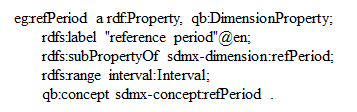 eg:refPeriod a rdf:Property, qb:DimensionProperty;
rdfs:label "reference period"@en;
rdfs:subPropertyOf sdmx-dimension:refPeriod;
rdfs:range interval:Interval;
qb:concept sdmx-concept:refPeriod .